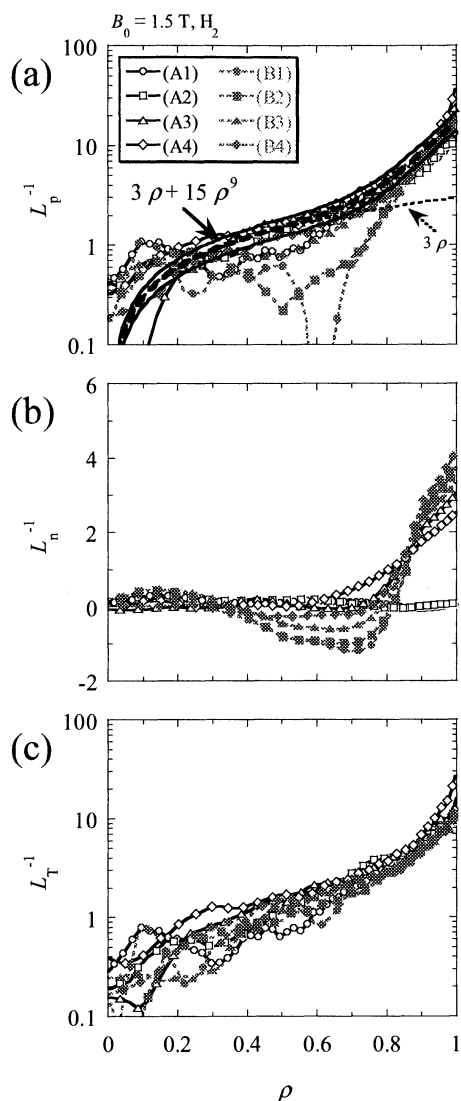 B₀ = 1.5 T, H₂
(a)
100
10
1
0.1
Lₚ⁻¹
(A1) (B1)
(A2) (B2)
(A3) (B3)
(A4) (B4)
3 ρ + 15 ρ⁹
3 ρ
(b)
6
4
2
0
-2
Lₙ⁻¹
(c)
100
10
1
0.1
L_T⁻¹
0 0.2 0.4 0.6 0.8 1
ρ